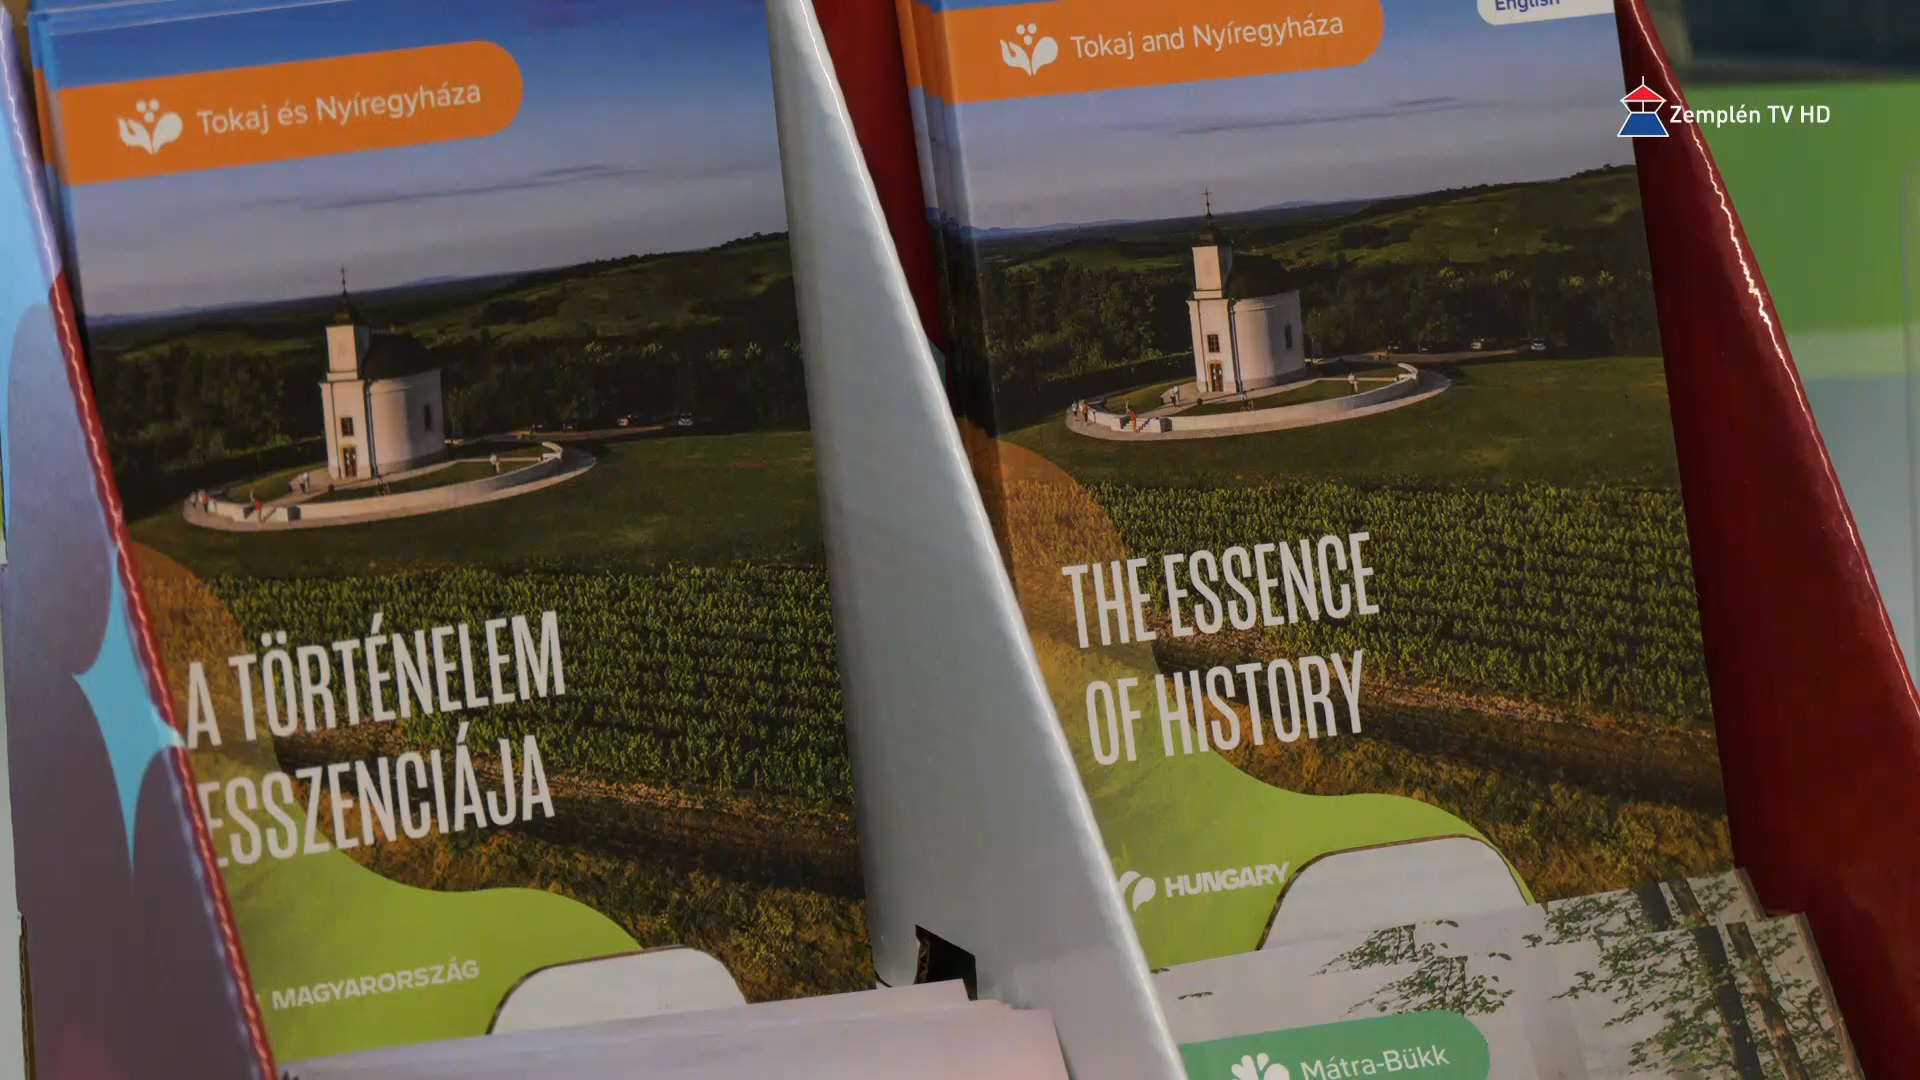 Tokaj és Nyíregyháza
A TÖRTÉNELEM
ESSZENCIÁJA
MAGYARORSZÁG
English
Tokaj and Nyíregyháza
THE ESSENCE
OF HISTORY
HUNGARY
Mátra-Bükk
Zemplén TV HD